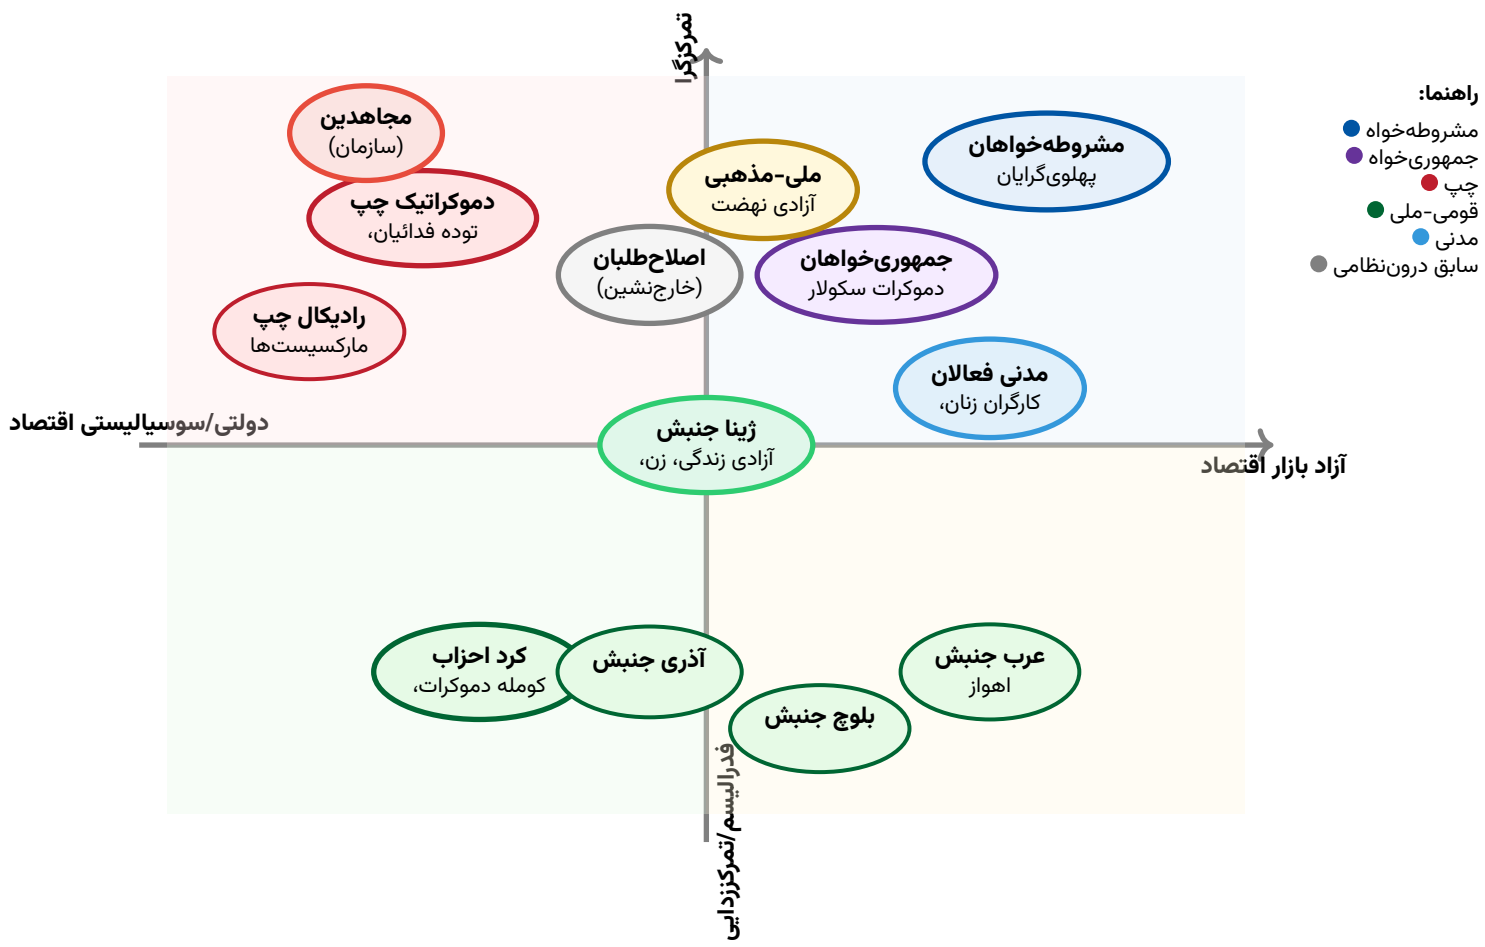 تمرکزگرا
مجاهدین
(سازمان)
دموکراتیک چپ
توده فدائیان،
رادیکال چپ
مارکسیست‌ها
ملی-مذهبی
آزادی نهضت
اصلاح‌طلبان
(خارج‌نشین)
مشروطه‌خواهان
پهلوی‌گرایان
جمهوری‌خواهان
دموکرات سکولار
مدنی فعالان
کارگران زنان،
ژینا جنبش
آزادی زندگی، زن،
دولتی/سوسیالیستی اقتصاد
آزاد بازار اقتصاد
کرد احزاب
کومله دموکرات،
آذری جنبش
بلوچ جنبش
عرب جنبش
اهواز
فدرالیسم/تمرکززدایی
راهنما:
مشروطه‌خواه
جمهوری‌خواه
چپ
قومی-ملی
مدنی
سابق درون‌نظامی